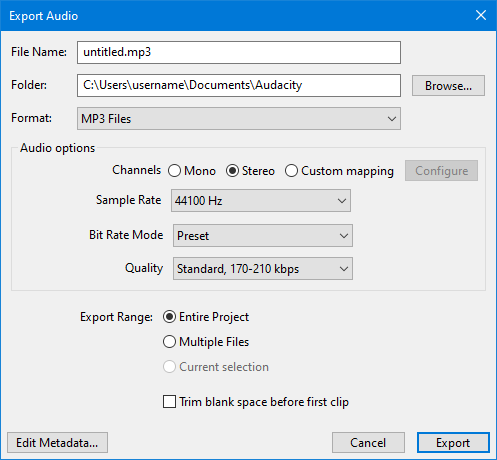 Export Audio
File Name: untitled.mp3
Folder: C:\Users\username\Documents\Audacity Browse...
Format: MP3 Files
Audio options
Channels Mono Stereo Custom mapping Configure
Sample Rate 44100 Hz
Bit Rate Mode Preset
Quality Standard, 170-210 kbps
Export Range: Entire Project
Multiple Files
Current selection
Trim blank space before first clip
Edit Metadata... Cancel Export